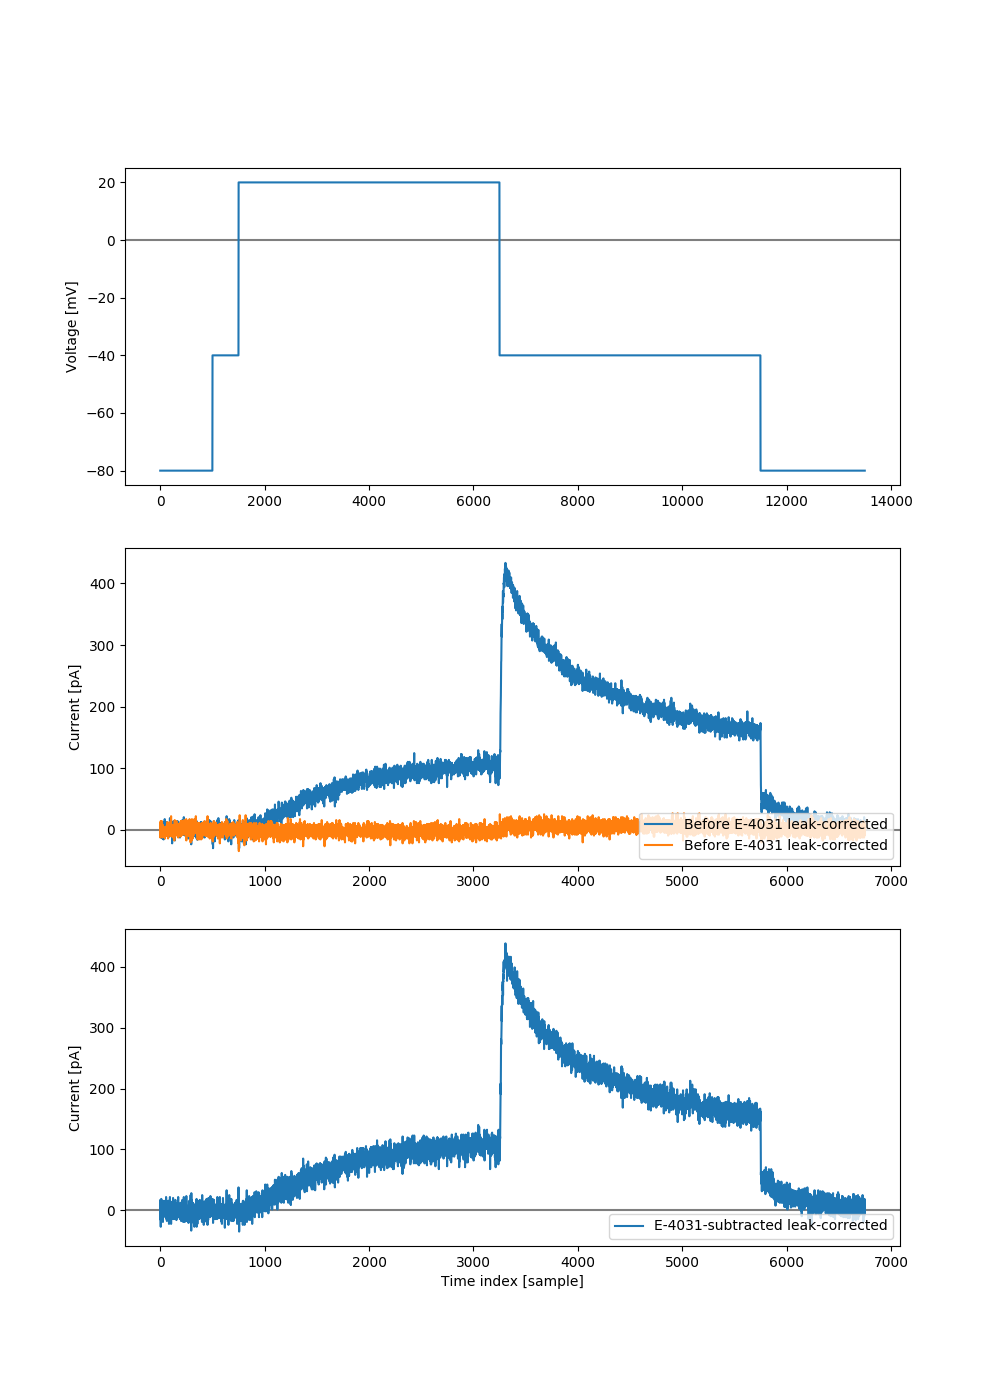 20
0
−20
−40
−60
−80
Voltage [mV]
0 2000 4000 6000 8000 10000 12000 14000
400
300
200
100
0
Current [pA]
Before E-4031 leak-corrected
Before E-4031 leak-corrected
0 1000 2000 3000 4000 5000 6000 7000
400
300
200
100
0
Current [pA]
E-4031-subtracted leak-corrected
0 1000 2000 3000 4000 5000 6000 7000
Time index [sample]